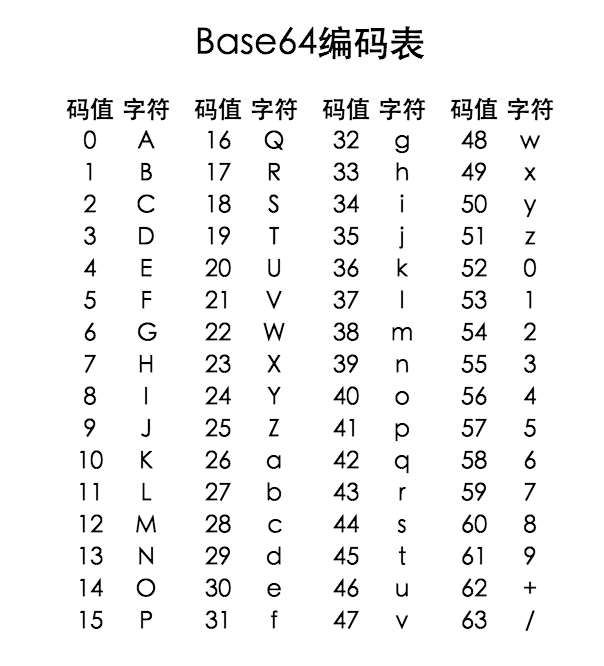 Base64编码表
码值 字符 码值 字符 码值 字符 码值 字符
0 A 16 Q 32 g 48 w
1 B 17 R 33 h 49 x
2 C 18 S 34 i 50 y
3 D 19 T 35 j 51 z
4 E 20 U 36 k 52 0
5 F 21 V 37 l 53 1
6 G 22 W 38 m 54 2
7 H 23 X 39 n 55 3
8 I 24 Y 40 o 56 4
9 J 25 Z 41 p 57 5
10 K 26 a 42 q 58 6
11 L 27 b 43 r 59 7
12 M 28 c 44 s 60 8
13 N 29 d 45 t 61 9
14 O 30 e 46 u 62 +
15 P 31 f 47 v 63 /